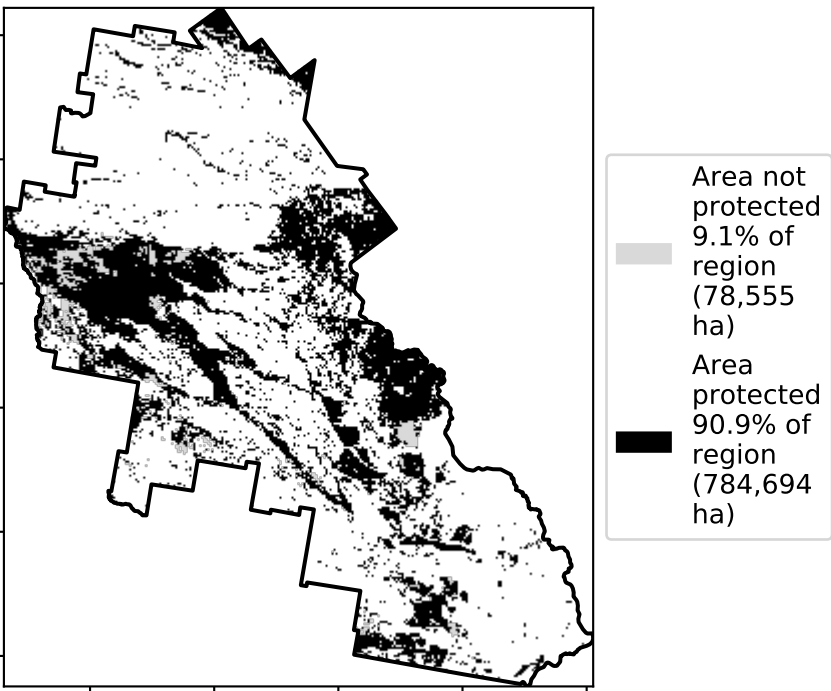 Area not
protected
9.1% of
region
(78,555
ha)
Area
protected
90.9% of
region
(784,694
ha)